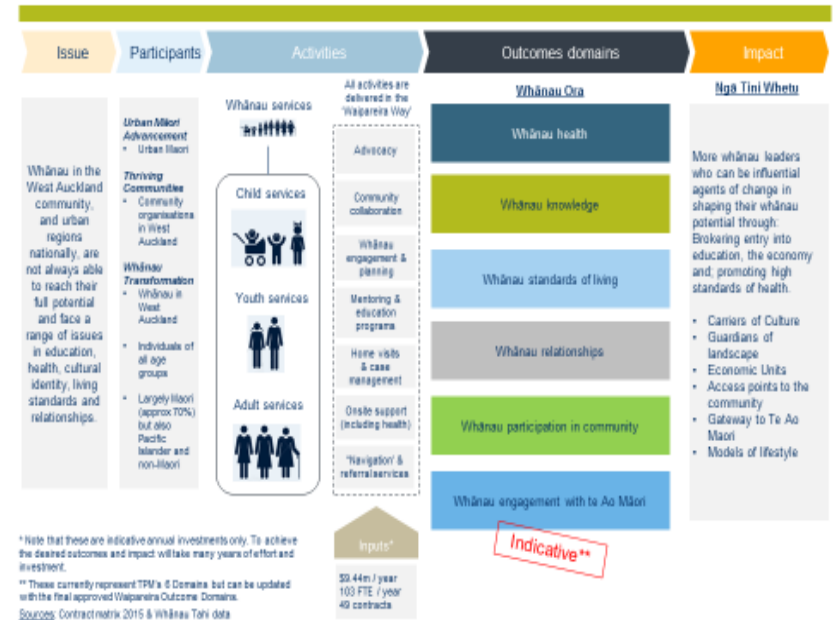 Issue
Participants
Activities
Outcomes domains
Impact
Whānau in the
West Auckland
community,
and urban
regions
nationally, are
not always able
to reach their
full potential
and face a
range of issues
in education,
health, cultural
identity, living
standards and
relationships.
Urban Māori
Advancement
• Urban Maori
Thriving
Communities
• Community
organisations
in West
Auckland
Whānau
Transformation
• Whānau in
West
Auckland
• Individuals of
all age
groups
• Largely Maori
(approx 70%)
but also
Pacific
Islander and
non-Maori
Whānau services
Child services
Youth services
Adult services
All activities are
delivered in the
'Waipareira Way'
Advocacy
Community
collaboration
Whānau
engagement &
planning
Mentoring &
education
programs
Home visits
& case
management
Onsite support
(including health)
'Navigation' &
referral services
Inputs*
$9.44m / year
103 FTE / year
49 contracts
Whānau Ora
Whānau health
Whānau knowledge
Whānau standards of living
Whānau relationships
Whānau participation in community
Whānau engagement with te Ao Māori
Indicative**
Ngā Tini Whetu
More whānau leaders
who can be influential
agents of change in
shaping their whānau
potential through:
Brokering entry into
education, the economy
and; promoting high
standards of health.
• Carriers of Culture
• Guardians of
landscape
• Economic Units
• Access points to the
community
• Gateway to Te Ao
Maori
• Models of lifestyle
* Note that these are indicative annual investments only. To achieve
the desired outcomes and impact will take many years of effort and
investment.
** These currently represent TPM's 6 Domains but can be updated
with the final approved Waipareira Outcome Domains.
Sources: Contract matrix 2015 & Whānau Tahi data